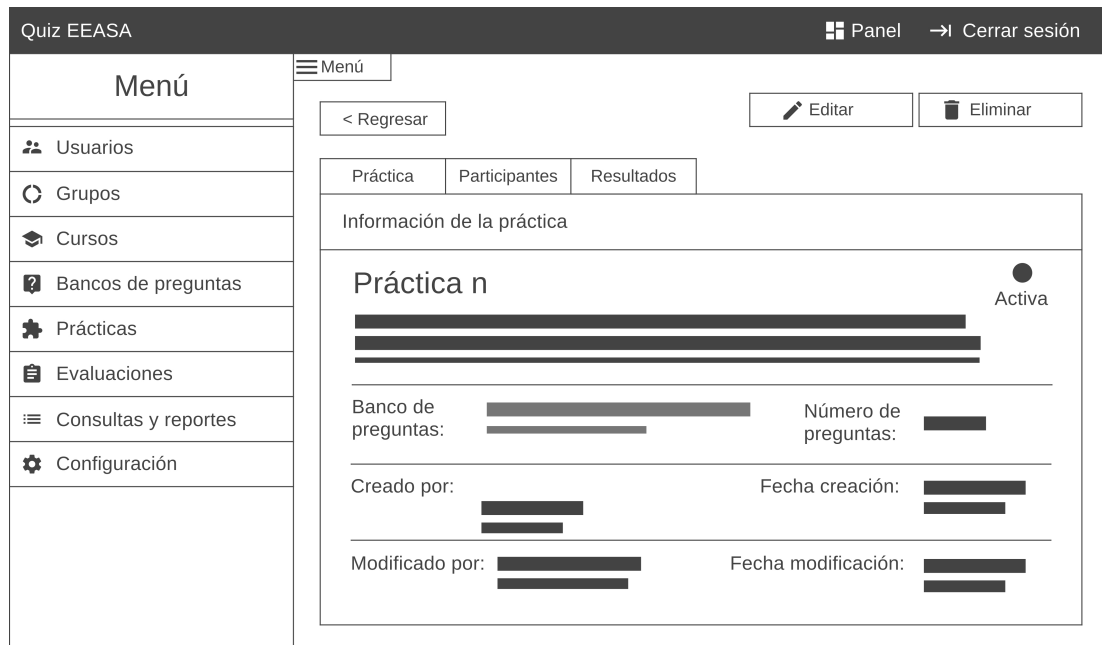 Quiz EEASA
Panel
Cerrar sesión
Menú
Usuarios
Grupos
Cursos
Bancos de preguntas
Prácticas
Evaluaciones
Consultas y reportes
Configuración
Menú
< Regresar
Editar
Eliminar
Práctica
Participantes
Resultados
Información de la práctica
Práctica n
Activa
Banco de
preguntas:
Número de
preguntas:
Creado por:
Fecha creación:
Modificado por:
Fecha modificación: